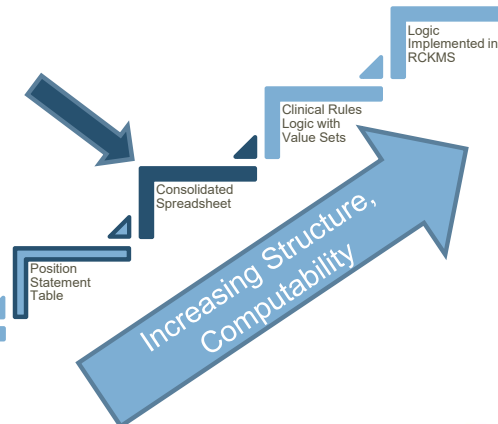 Logic
Implemented in
RCKMS
Clinical Rules
Logic with
Value Sets
Consolidated
Spreadsheet
Position
Statement
Table
Increasing Structure,
Computability